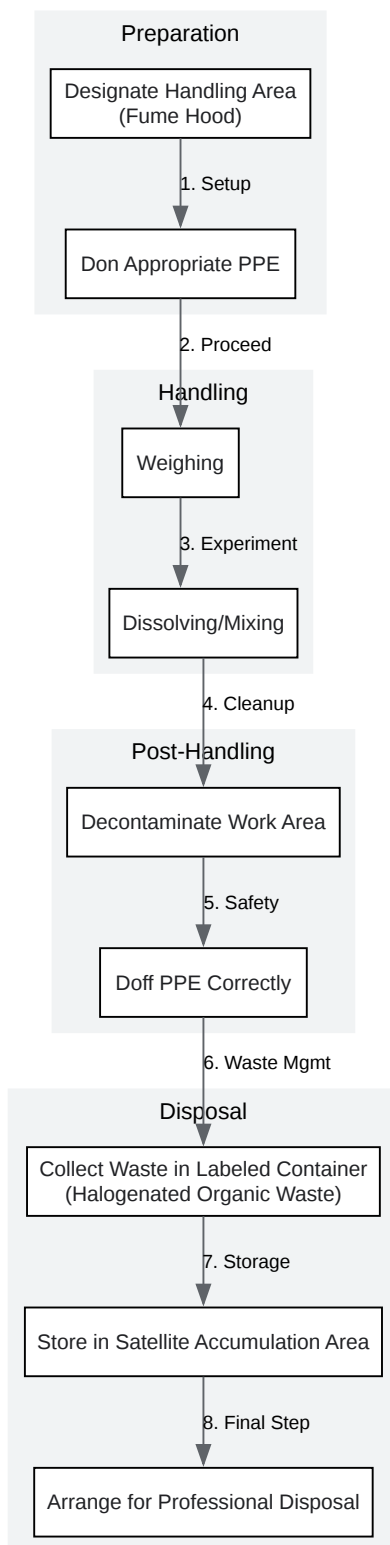 Preparation
Designate Handling Area
(Fume Hood)
1. Setup
Don Appropriate PPE
2. Proceed
Handling
Weighing
3. Experiment
Dissolving/Mixing
4. Cleanup
Post-Handling
Decontaminate Work Area
5. Safety
Doff PPE Correctly
6. Waste Mgmt
Disposal
Collect Waste in Labeled Container
(Halogenated Organic Waste)
7. Storage
Store in Satellite Accumulation Area
8. Final Step
Arrange for Professional Disposal